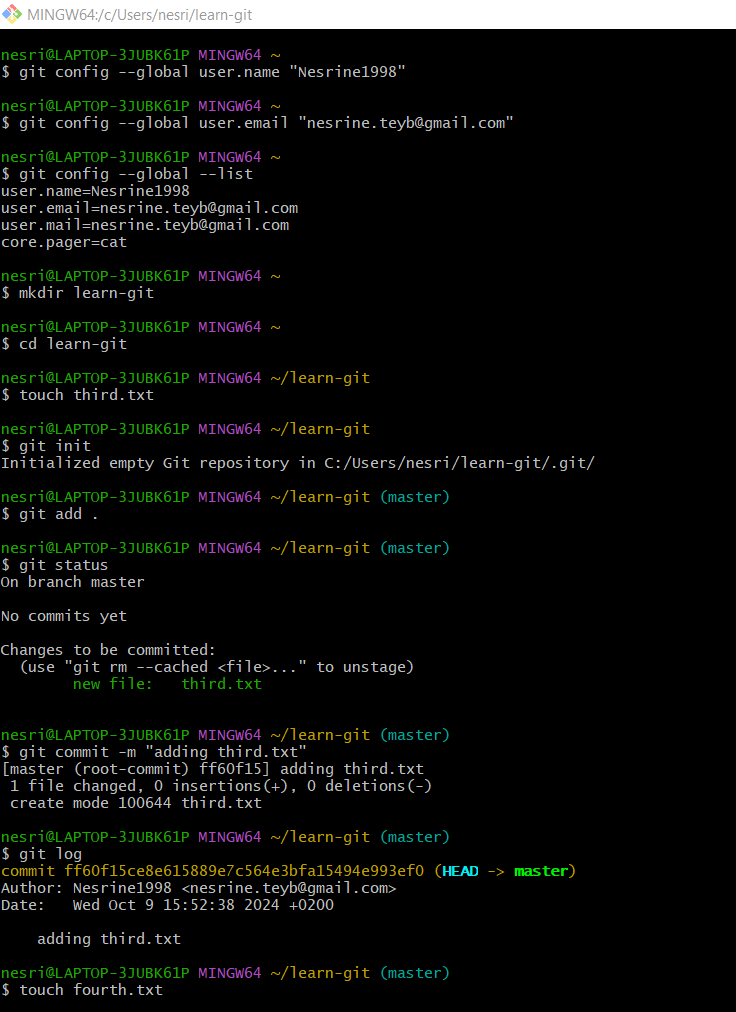 MINGW64:/c/Users/nesri/learn-git
nesri@LAPTOP-3JUBK61P MINGW64 ~
$ git config --global user.name "Nesrine1998"
nesri@LAPTOP-3JUBK61P MINGW64 ~
$ git config --global user.email "nesrine.teyb@gmail.com"
nesri@LAPTOP-3JUBK61P MINGW64 ~
$ git config --global --list
user.name=Nesrine1998
user.email=nesrine.teyb@gmail.com
user.mail=nesrine.teyb@gmail.com
core.pager=cat
nesri@LAPTOP-3JUBK61P MINGW64 ~
$ mkdir learn-git
nesri@LAPTOP-3JUBK61P MINGW64 ~
$ cd learn-git
nesri@LAPTOP-3JUBK61P MINGW64 ~/learn-git
$ touch third.txt
nesri@LAPTOP-3JUBK61P MINGW64 ~/learn-git
$ git init
Initialized empty Git repository in C:/Users/nesri/learn-git/.git/
nesri@LAPTOP-3JUBK61P MINGW64 ~/learn-git (master)
$ git add .
nesri@LAPTOP-3JUBK61P MINGW64 ~/learn-git (master)
$ git status
On branch master
No commits yet
Changes to be committed:
  (use "git rm --cached <file>..." to unstage)
        new file:   third.txt
nesri@LAPTOP-3JUBK61P MINGW64 ~/learn-git (master)
$ git commit -m "adding third.txt"
[master (root-commit) ff60f15] adding third.txt
 1 file changed, 0 insertions(+), 0 deletions(-)
 create mode 100644 third.txt
nesri@LAPTOP-3JUBK61P MINGW64 ~/learn-git (master)
$ git log
commit ff60f15ce8e615889e7c564e3bfa15494e993ef0 (HEAD -> master)
Author: Nesrine1998 <nesrine.teyb@gmail.com>
Date:   Wed Oct 9 15:52:38 2024 +0200
    adding third.txt
nesri@LAPTOP-3JUBK61P MINGW64 ~/learn-git (master)
$ touch fourth.txt